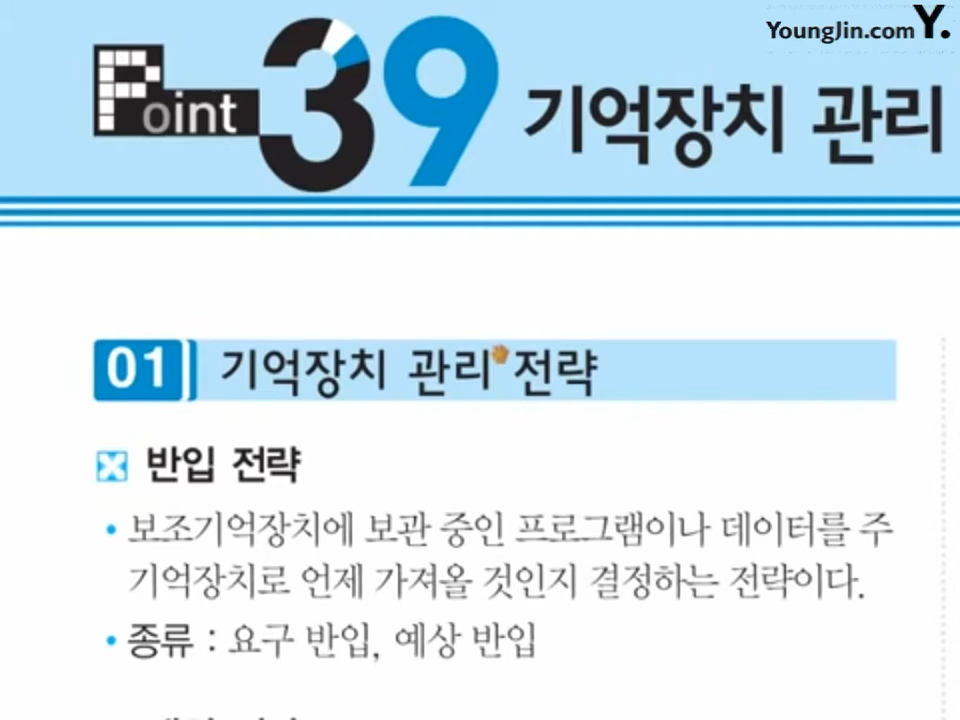 YoungJin.com Y.
Point 39 기억장치 관리
01 기억장치 관리 전략
반입 전략
• 보조기억장치에 보관 중인 프로그램이나 데이터를 주
기억장치로 언제 가져올 것인지 결정하는 전략이다.
• 종류 : 요구 반입, 예상 반입